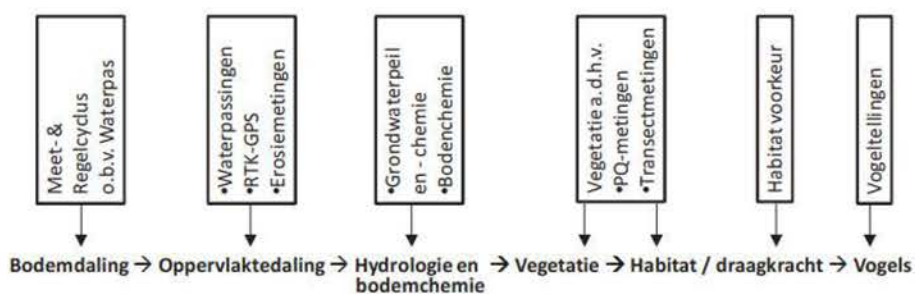 Meet- &
Regelcyclus
o.b.v. Waterpas
•Waterpassingen
•RTK-GPS
•Erosiemetingen
•Grondwaterpeil
en - chemie
•Bodenchemie
Vegetatie a.d.h.v.
•PQ-metingen
•Transectmetingen
Habitat voorkeur
Vogeltellingen
Bodemdaling → Oppervlaktedaling → Hydrologie en → Vegetatie → Habitat / draagkracht → Vogels
bodemchemie